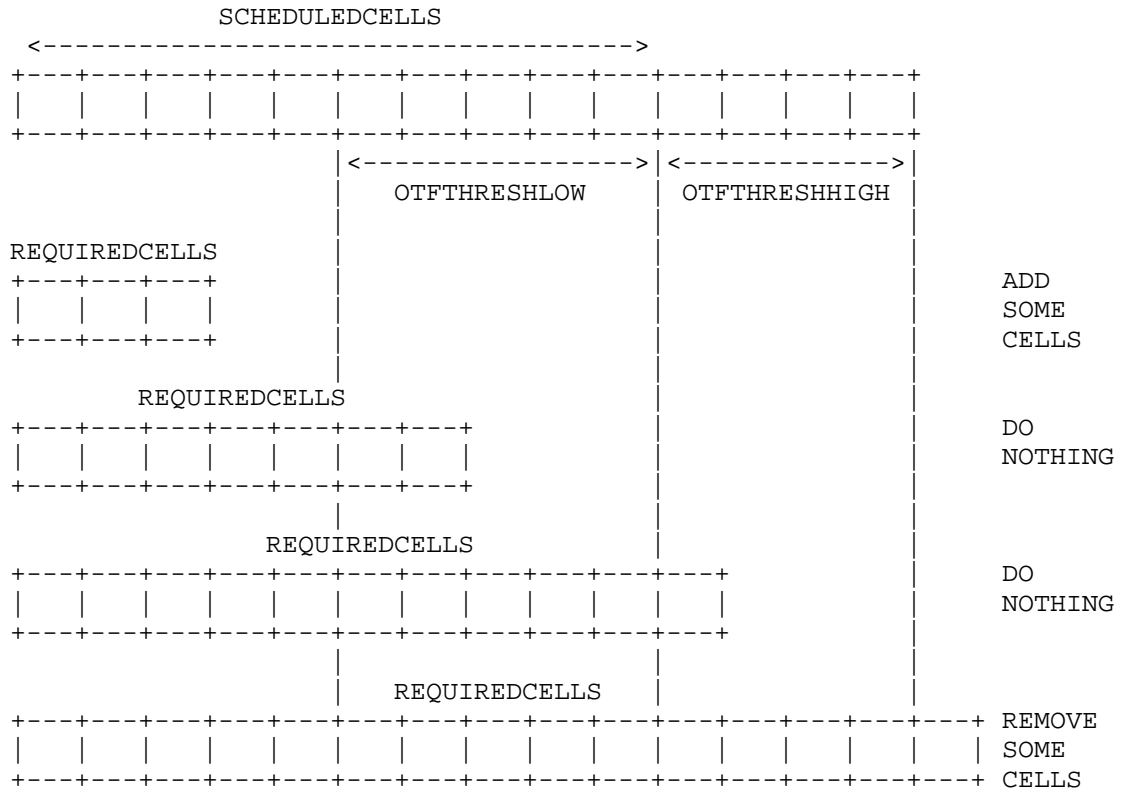 SCHEDULEDCELLS
OTFTHRESHLOW OTFTHRESHHIGH
REQUIREDCELLS
ADD
SOME
CELLS
REQUIREDCELLS
DO
NOTHING
REQUIREDCELLS
DO
NOTHING
REQUIREDCELLS
REMOVE
SOME
CELLS